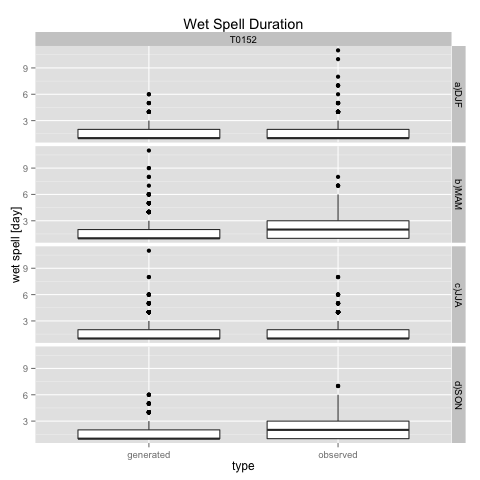 Wet Spell Duration
T0152
wet spell [day]
9
6
3
a)DJF
9
6
3
b)MAM
9
6
3
c)JJA
9
6
3
d)SON
generated observed
type